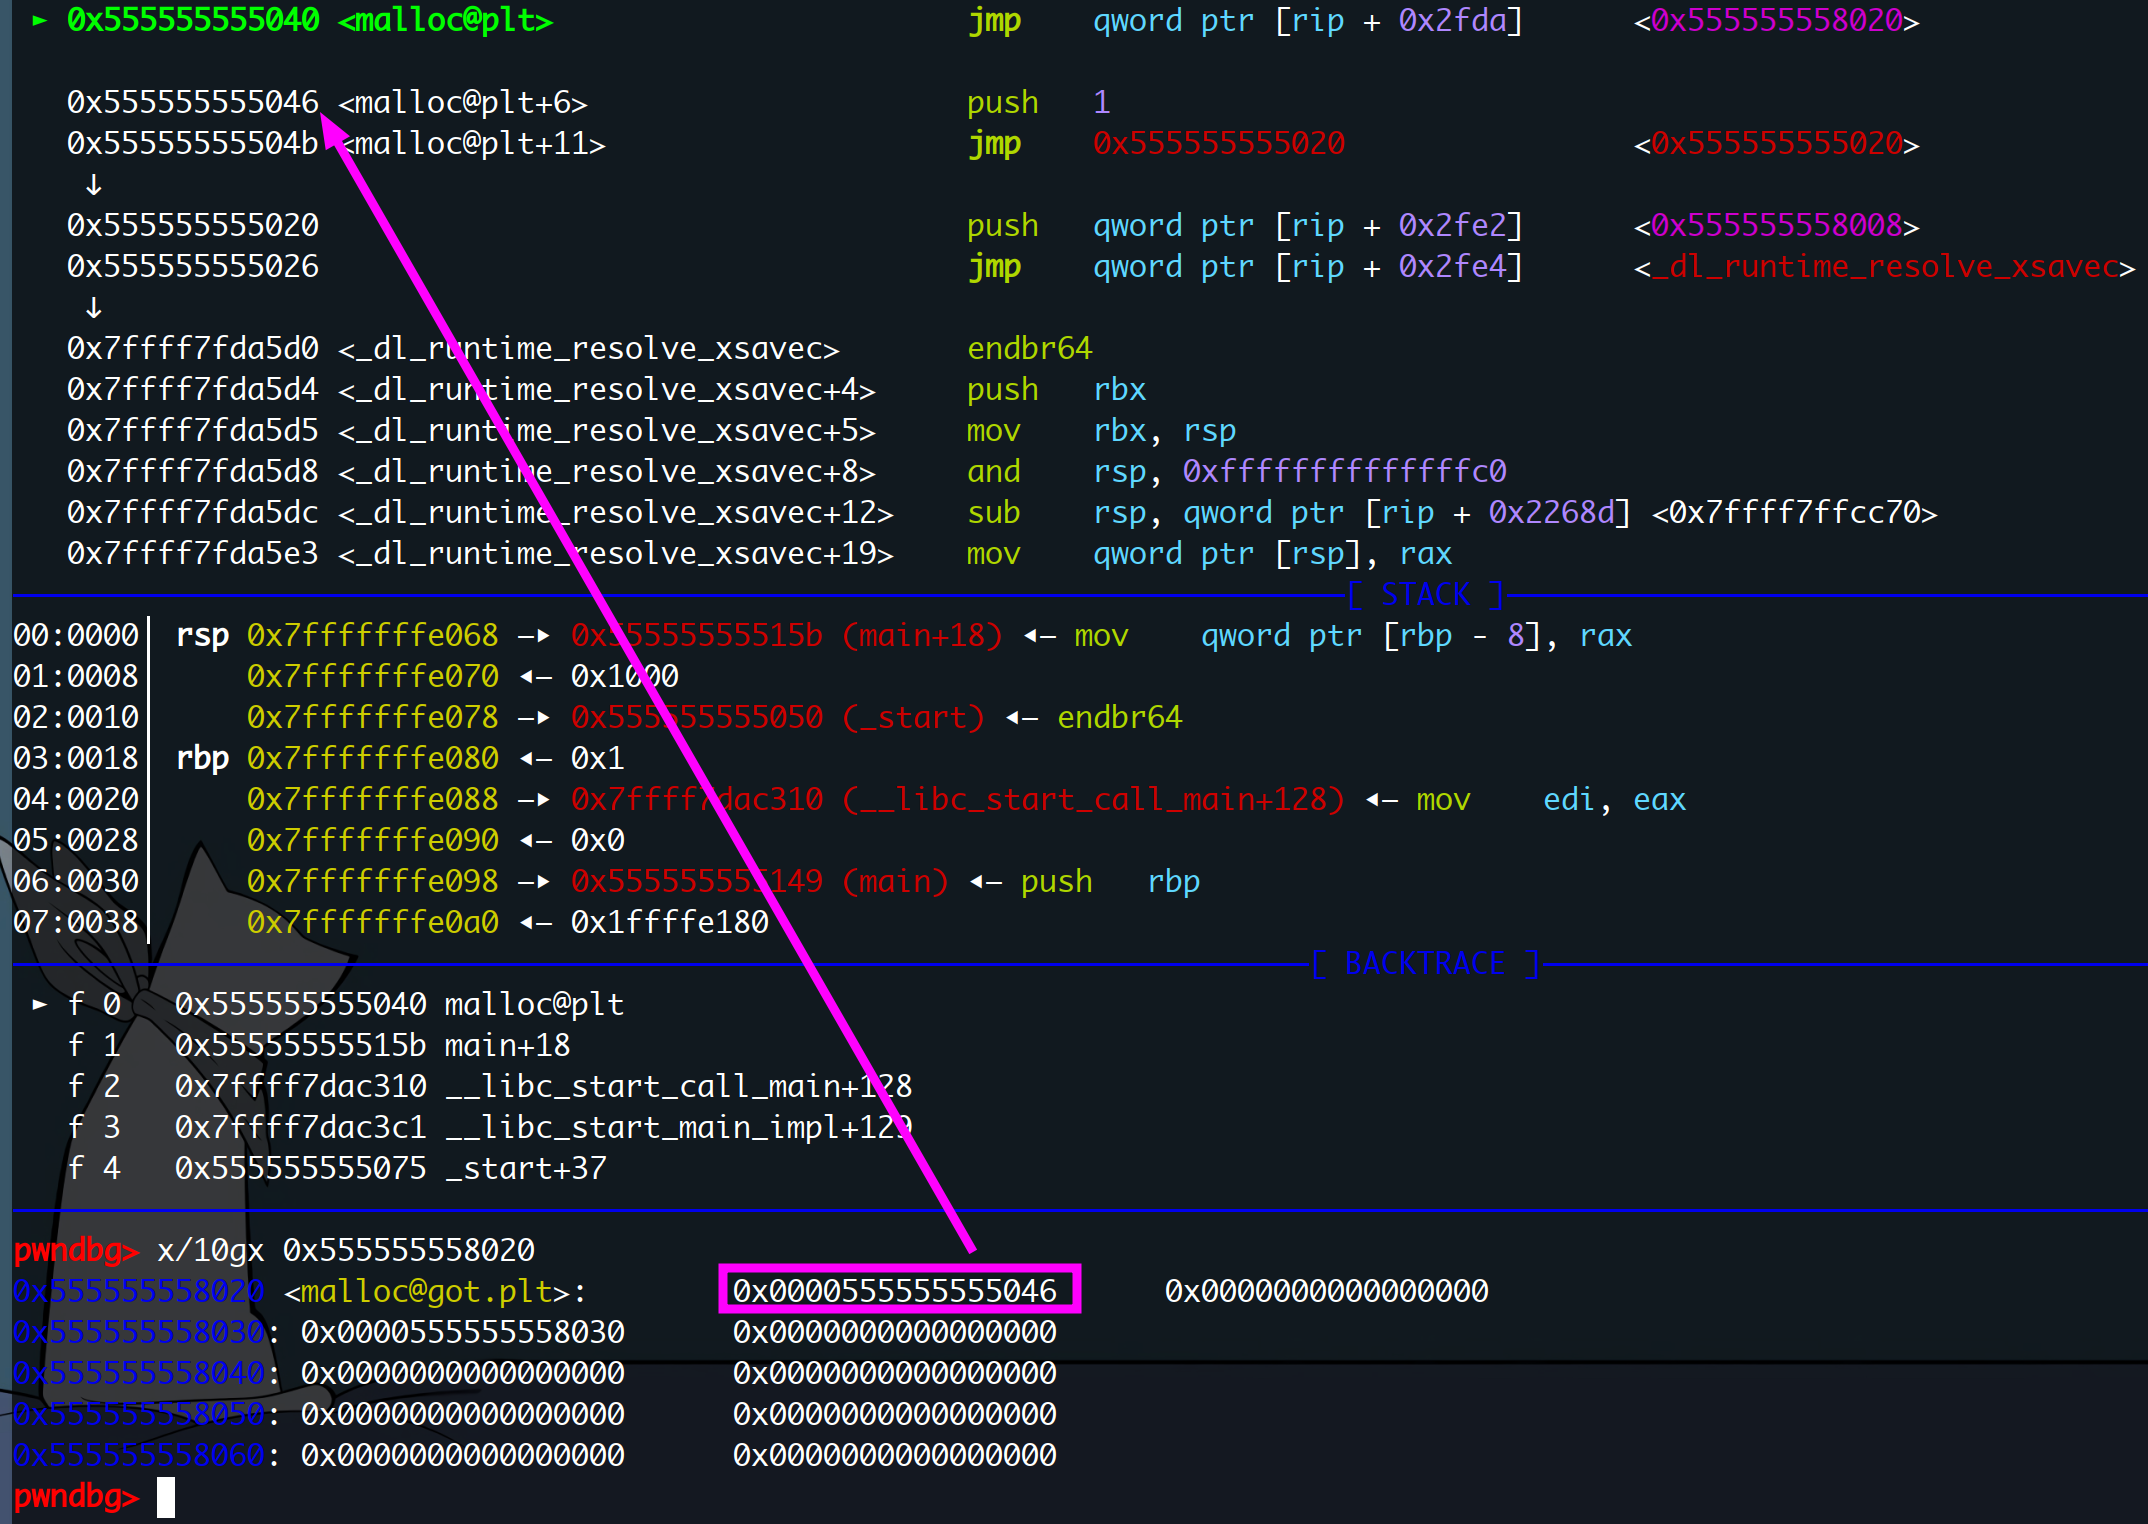 ► 0x555555555040 <malloc@plt>                       jmp    qword ptr [rip + 0x2fda]      <0x555555558020>
  0x555555555046 <malloc@plt+6>                     push   1
  0x55555555504b <malloc@plt+11>                    jmp    0x555555555020                <0x555555555020>
   ↓
  0x555555555020                                    push   qword ptr [rip + 0x2fe2]      <0x555555558008>
  0x555555555026                                    jmp    qword ptr [rip + 0x2fe4]      <_dl_runtime_resolve_xsavec>
   ↓
  0x7ffff7fda5d0 <_dl_runtime_resolve_xsavec>       endbr64
  0x7ffff7fda5d4 <_dl_runtime_resolve_xsavec+4>     push   rbx
  0x7ffff7fda5d5 <_dl_runtime_resolve_xsavec+5>     mov    rbx, rsp
  0x7ffff7fda5d8 <_dl_runtime_resolve_xsavec+8>     and    rsp, 0xffffffffffffffc0
  0x7ffff7fda5dc <_dl_runtime_resolve_xsavec+12>    sub    rsp, qword ptr [rip + 0x2268d] <0x7ffff7ffcc70>
  0x7ffff7fda5e3 <_dl_runtime_resolve_xsavec+19>    mov    qword ptr [rsp], rax
[ STACK ]
00:0000│ rsp 0x7fffffffe068 —▸ 0x55555555515b (main+18) ◂— mov    qword ptr [rbp - 8], rax
01:0008│     0x7fffffffe070 ◂— 0x1000
02:0010│     0x7fffffffe078 —▸ 0x555555555050 (_start) ◂— endbr64
03:0018│ rbp 0x7fffffffe080 ◂— 0x1
04:0020│     0x7fffffffe088 —▸ 0x7ffff7dac310 (__libc_start_call_main+128) ◂— mov    edi, eax
05:0028│     0x7fffffffe090 ◂— 0x0
06:0030│     0x7fffffffe098 —▸ 0x555555555149 (main) ◂— push   rbp
07:0038│     0x7fffffffe0a0 ◂— 0x1ffffe180
[ BACKTRACE ]
► f 0   0x555555555040 malloc@plt
  f 1   0x55555555515b main+18
  f 2   0x7ffff7dac310 __libc_start_call_main+128
  f 3   0x7ffff7dac3c1 __libc_start_main_impl+129
  f 4   0x555555555075 _start+37
pwndbg> x/10gx 0x555555558020
0x555555558020 <malloc@got.plt>:        0x0000555555555046      0x0000000000000000
0x555555558030: 0x0000555555558030      0x0000000000000000
0x555555558040: 0x0000000000000000      0x0000000000000000
0x555555558050: 0x0000000000000000      0x0000000000000000
0x555555558060: 0x0000000000000000      0x0000000000000000
pwndbg>